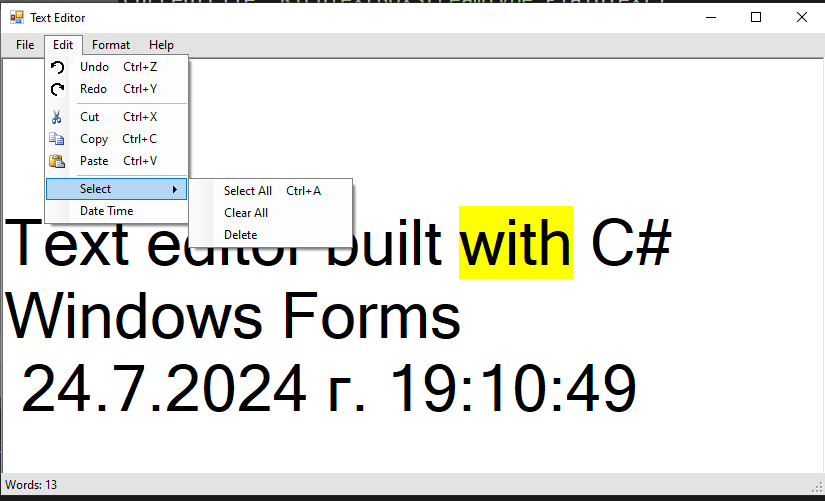 Text Editor
File Edit Format Help
Undo Ctrl+Z
Redo Ctrl+Y
Cut Ctrl+X
Copy Ctrl+C
Paste Ctrl+V
Select
Date Time
Select All Ctrl+A
Clear All
Delete
Text editor built with C#
Windows Forms
24.7.2024 г. 19:10:49
Words: 13